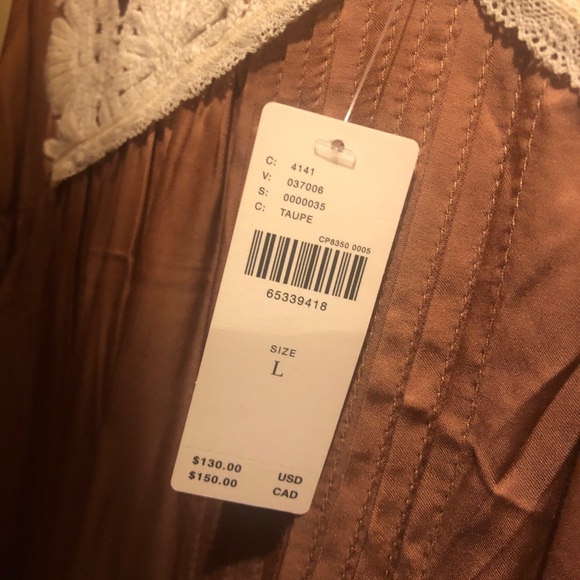 C: 4141
V: 037006
S: 0000035
C: TAUPE
CP8350 0005
65339418
SIZE
L
$130.00 USD
$150.00 CAD